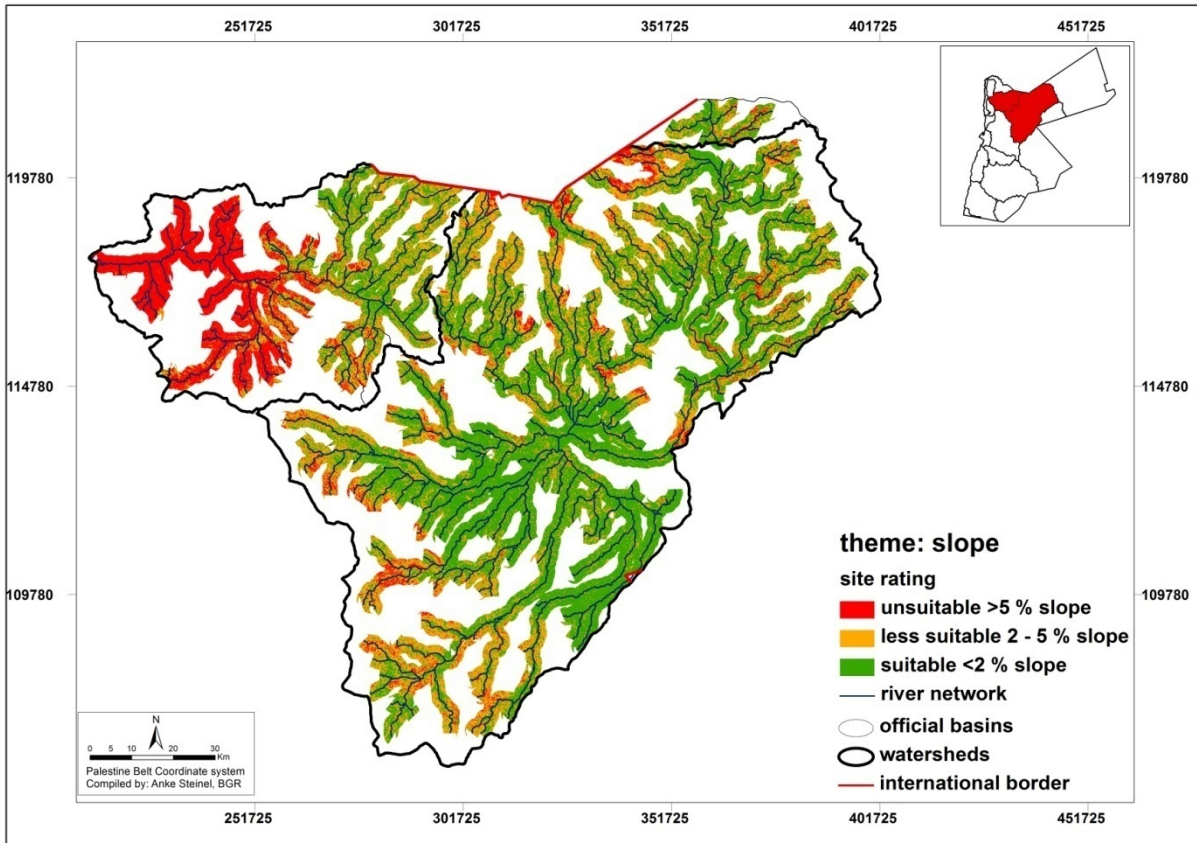 251725 301725 351725 401725 451725
119780 119780
114780 114780
109780 109780
theme: slope
site rating
unsuitable >5 % slope
less suitable 2 - 5 % slope
suitable <2 % slope
river network
official basins
watersheds
international border
N
0 5 10 20 30
Km
Palestine Belt Coordinate system
Compiled by: Anke Steinel, BGR
251725 301725 351725 401725 451725